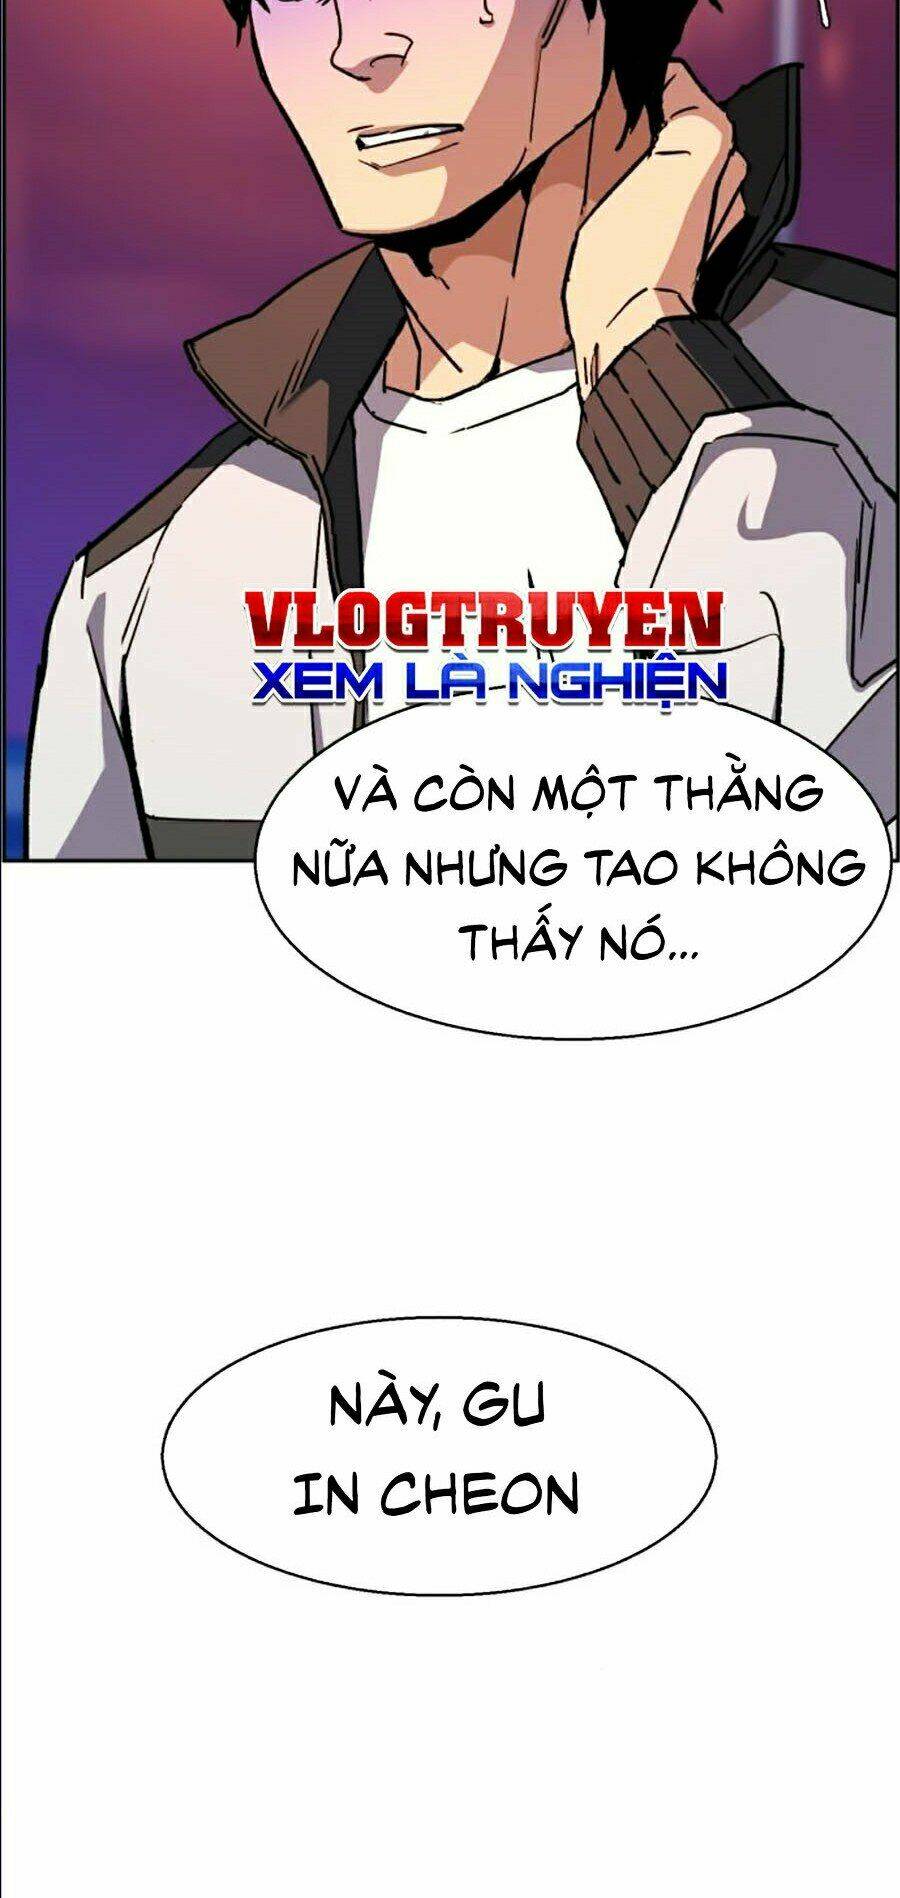 VLOGTRUYEN
XEM LÀ NGHIỆN
VÀ CÒN MỘT THẰNG
NỮA NHƯNG TAO KHÔNG
THẤY NÓ...
NÀY, GU
IN CHEON